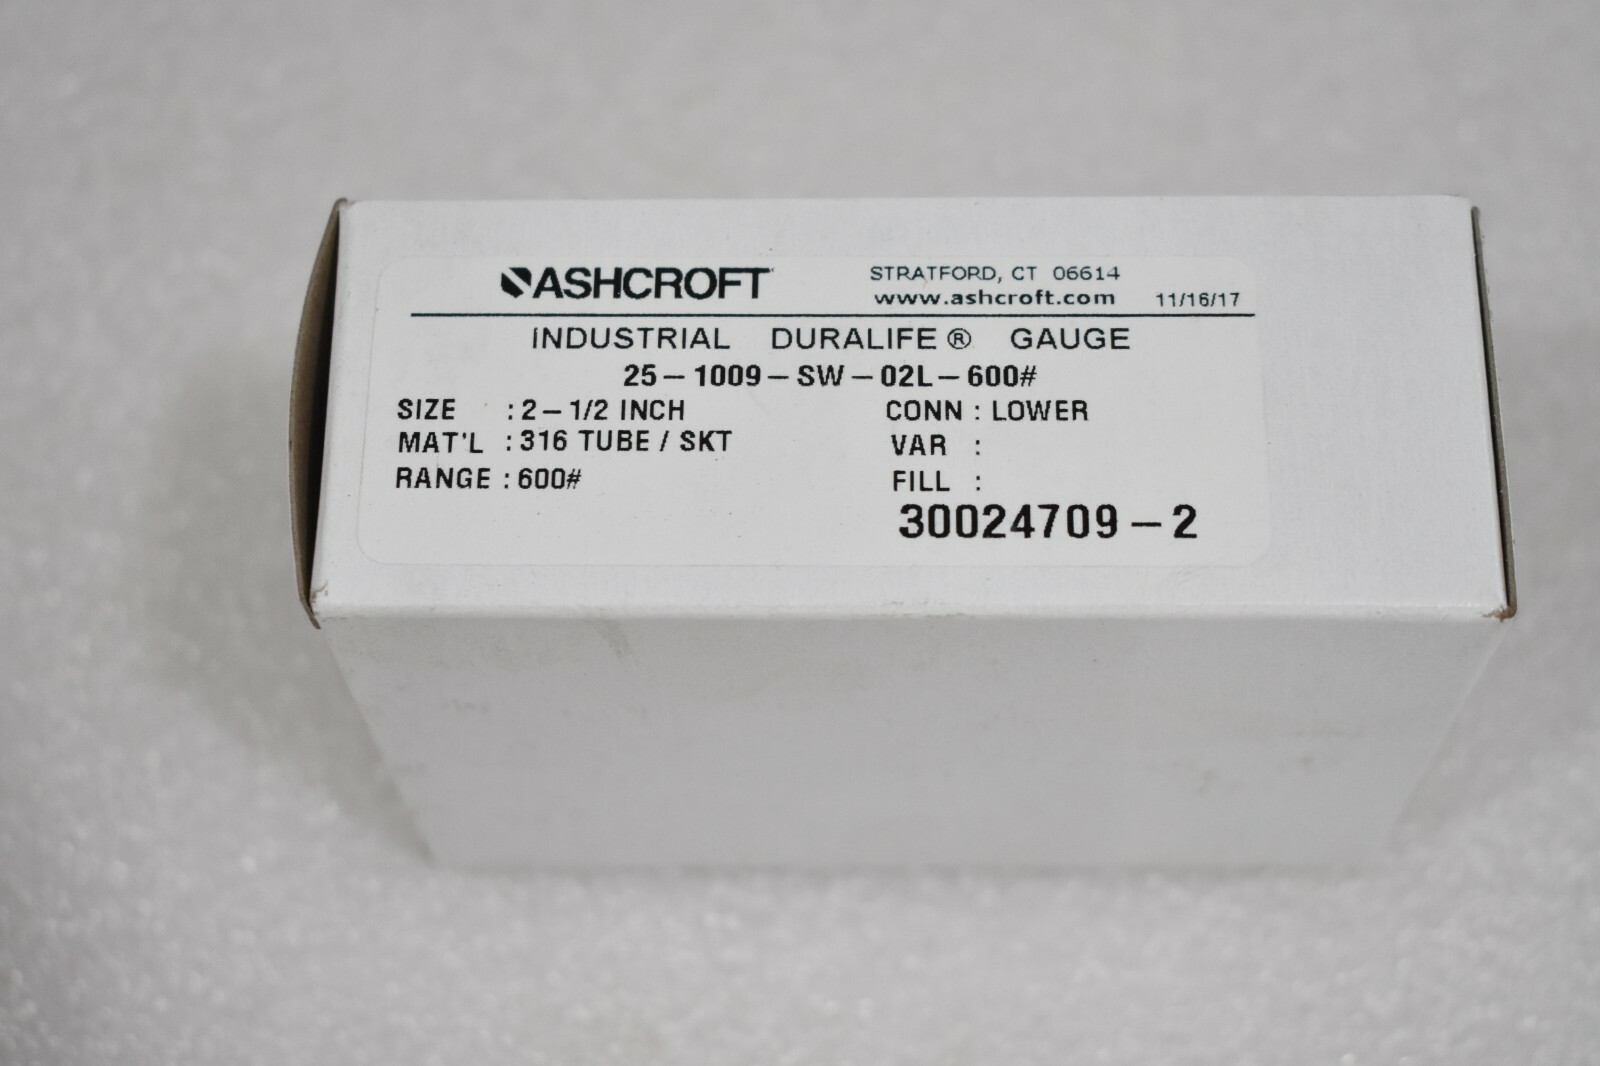 ASHCROFT STRATFORD, CT 06614
www.ashcroft.com 11/16/17
INDUSTRIAL DURALIFE® GAUGE
25-1009-SW-02L-600#
SIZE : 2-1/2 INCH CONN : LOWER
MAT'L : 316 TUBE / SKT VAR :
RANGE : 600# FILL :
30024709-2